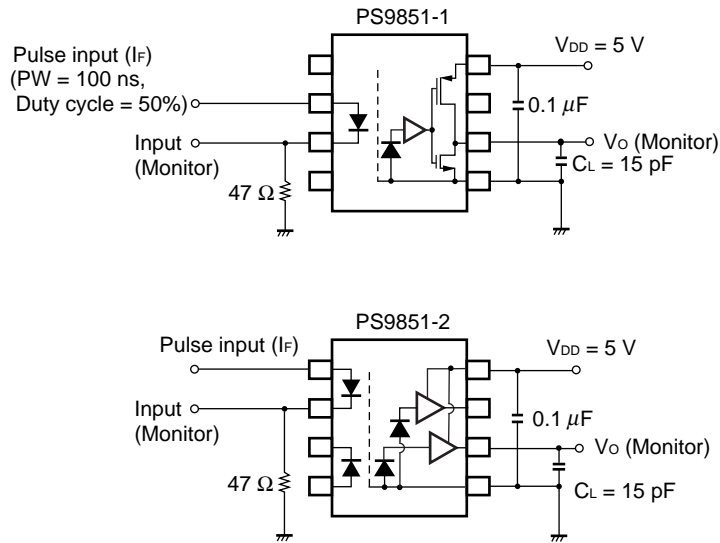 PS9851-1
Pulse input (IF)
(PW = 100 ns,
Duty cycle = 50%)
Input
(Monitor)
47 Ω
VDD = 5 V
0.1 μF
VO (Monitor)
CL = 15 pF
PS9851-2
Pulse input (IF)
Input
(Monitor)
47 Ω
VDD = 5 V
0.1 μF
VO (Monitor)
CL = 15 pF